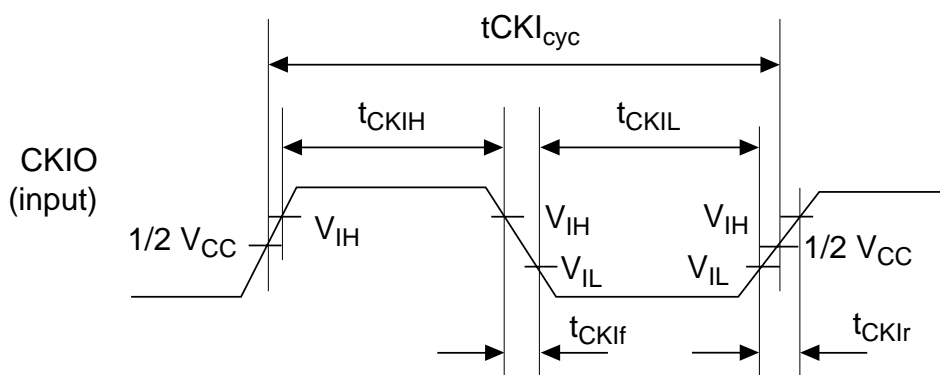 tCKIcyc
tCKIH
tCKIL
CKIO
(input)
VIH
VIH
VIH
1/2 VCC
1/2 VCC
VIL
VIL
tCKIf
tCKIr